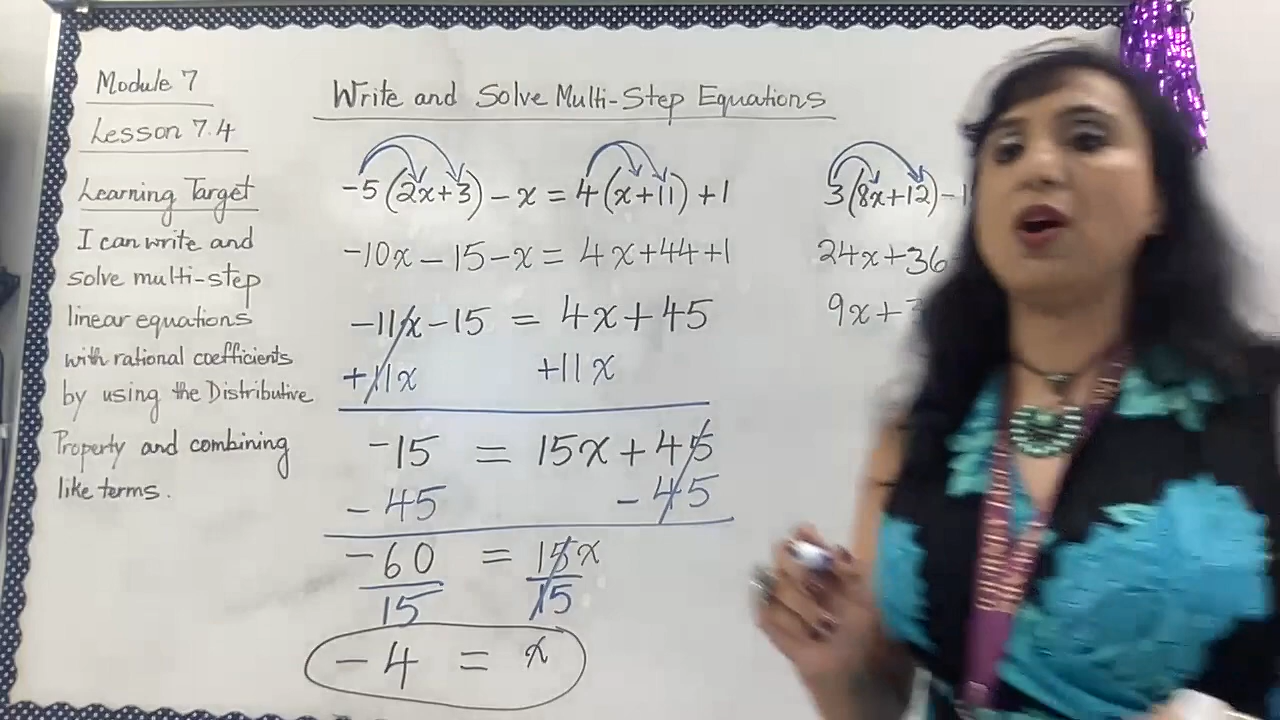 Module 7
Lesson 7.4
Learning Target
I can write and
solve multi-step
linear equations
with rational coefficients
by using the Distributive
Property and combining
like terms.
Write and Solve Multi-Step Equations
-5(2x+3)-x=4(x+11)+1
-10x-15-x=4x+44+1
-11x-15=4x+45
+11x +11x
-15=15x+45
-45 -45
-60=15x
15 15
-4=x
3(8x+12)-1
24x+36
9x+3